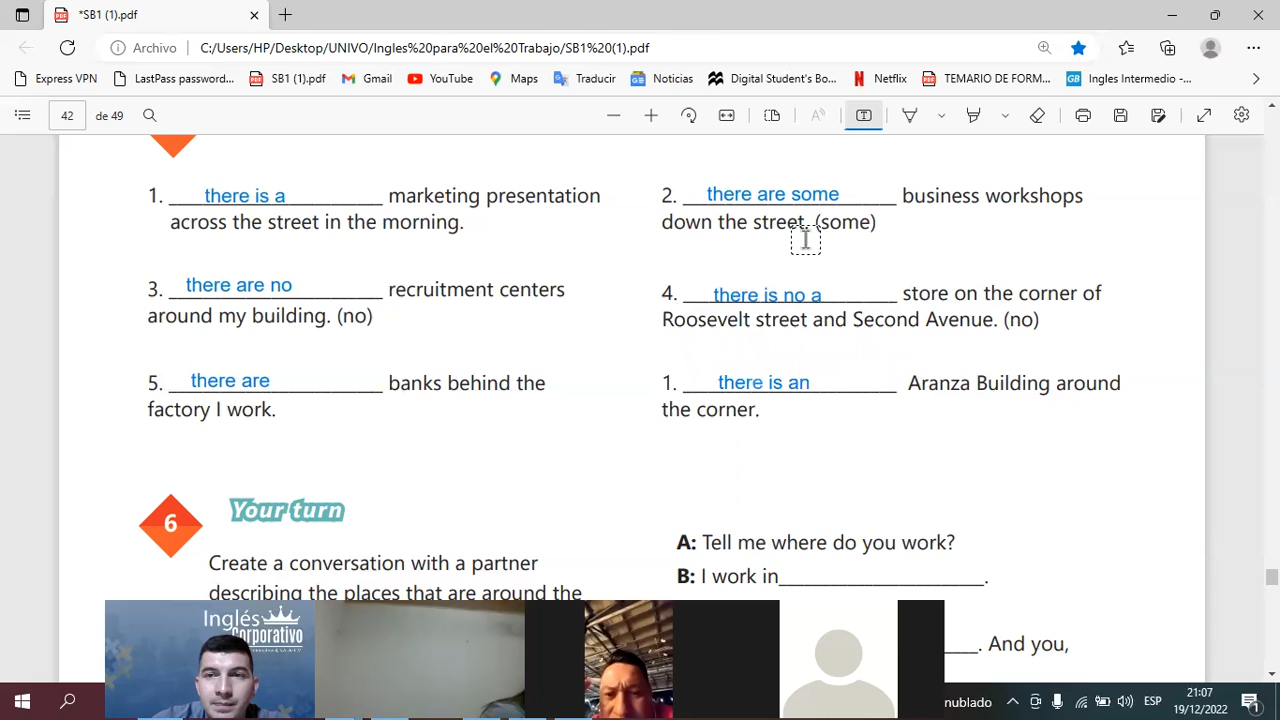 *SB1 (1).pdf
Archivo
C:/Users/HP/Desktop/UNIVO/Ingles%20para%20el%20Trabajo/SB1%20(1).pdf
Express VPN
LastPass password...
SB1 (1).pdf
Gmail
YouTube
Maps
Traducir
Noticias
Digital Student's Bo...
Netflix
TEMARIO DE FORM...
Ingles Intermedio -...
42
de 49
1. there is a marketing presentation
across the street in the morning.
2. there are some business workshops
down the street. (some)
3. there are no recruitment centers
around my building. (no)
4. there is no a store on the corner of
Roosevelt street and Second Avenue. (no)
5. there are banks behind the
factory I work.
1. there is an Aranza Building around
the corner.
6
Your turn
Create a conversation with a partner
describing the places that are around the
A: Tell me where do you work?
B: I work in____________________.
____. And you,
Inglés
Corporativo
nublado
ESP
21:07
19/12/2022
1